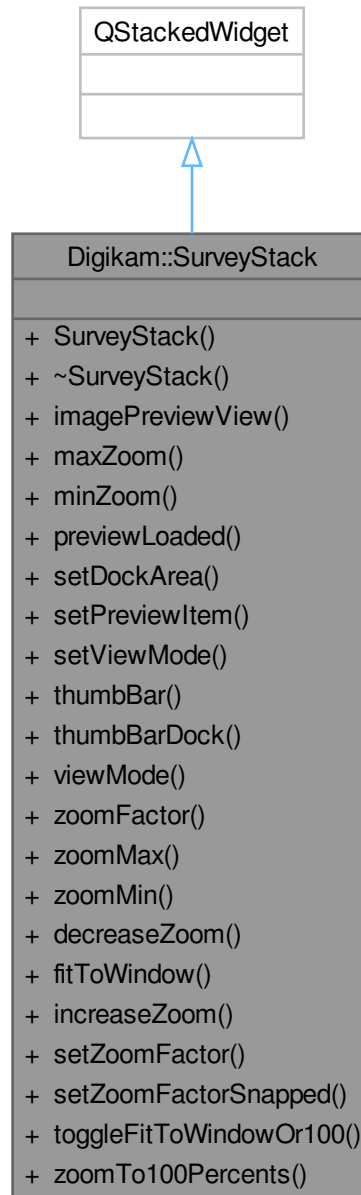 QStackedWidget
Digikam::SurveyStack
+ SurveyStack()
+ ~SurveyStack()
+ imagePreviewView()
+ maxZoom()
+ minZoom()
+ previewLoaded()
+ setDockArea()
+ setPreviewItem()
+ setViewMode()
+ thumbBar()
+ thumbBarDock()
+ viewMode()
+ zoomFactor()
+ zoomMax()
+ zoomMin()
+ decreaseZoom()
+ fitToWindow()
+ increaseZoom()
+ setZoomFactor()
+ setZoomFactorSnapped()
+ toggleFitToWindowOr100()
+ zoomTo100Percents()